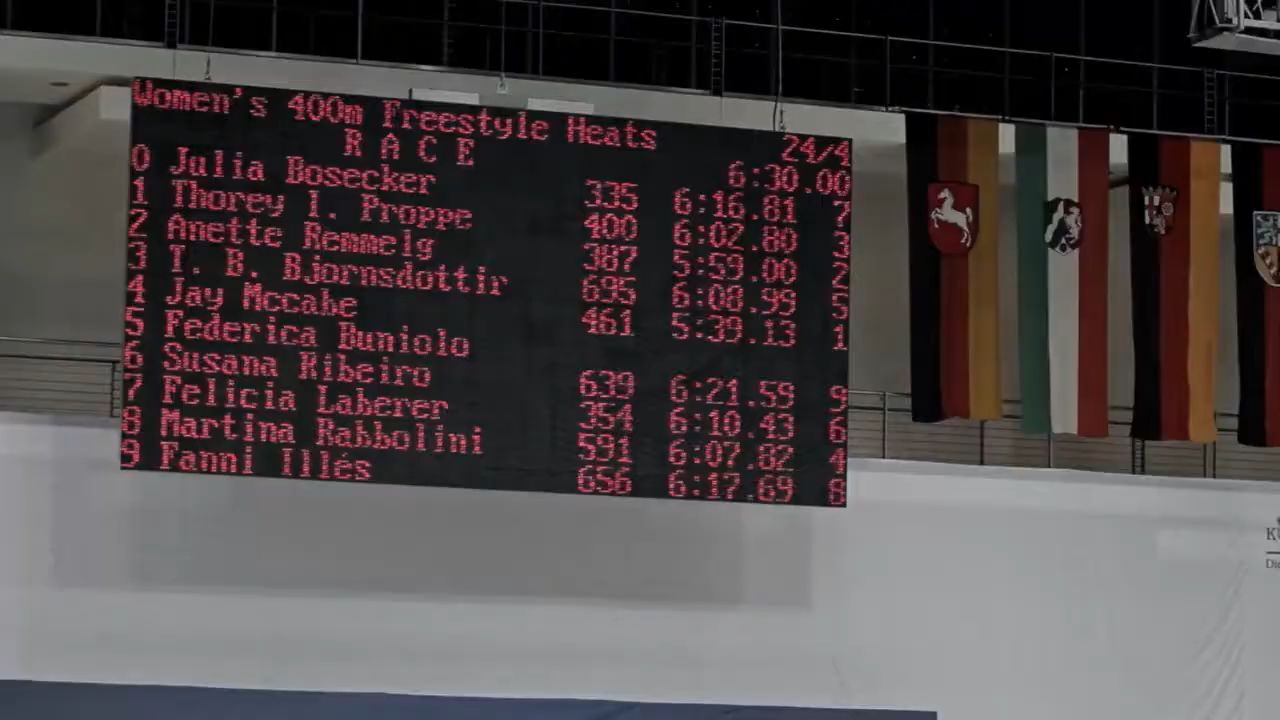 Women's 400m Freestyle Heats 24/4
R A C E 6:30.00
0 Julia Bosecker 335 6:16.81 7
1 Thorey I. Proppe 400 6:02.80 3
2 Anette Remmelg 387 5:59.00 2
3 T. B. Bjornsdottir 695 6:08.99 5
4 Jay Mccabe 461 5:39.13 1
5 Federica Buniolo
6 Susana Ribeiro 639 6:21.59 9
7 Felicia Laberer 354 6:10.43 6
8 Martina Rabbolini 591 6:07.82 4
9 Fanni Illés 656 6:17.69 8